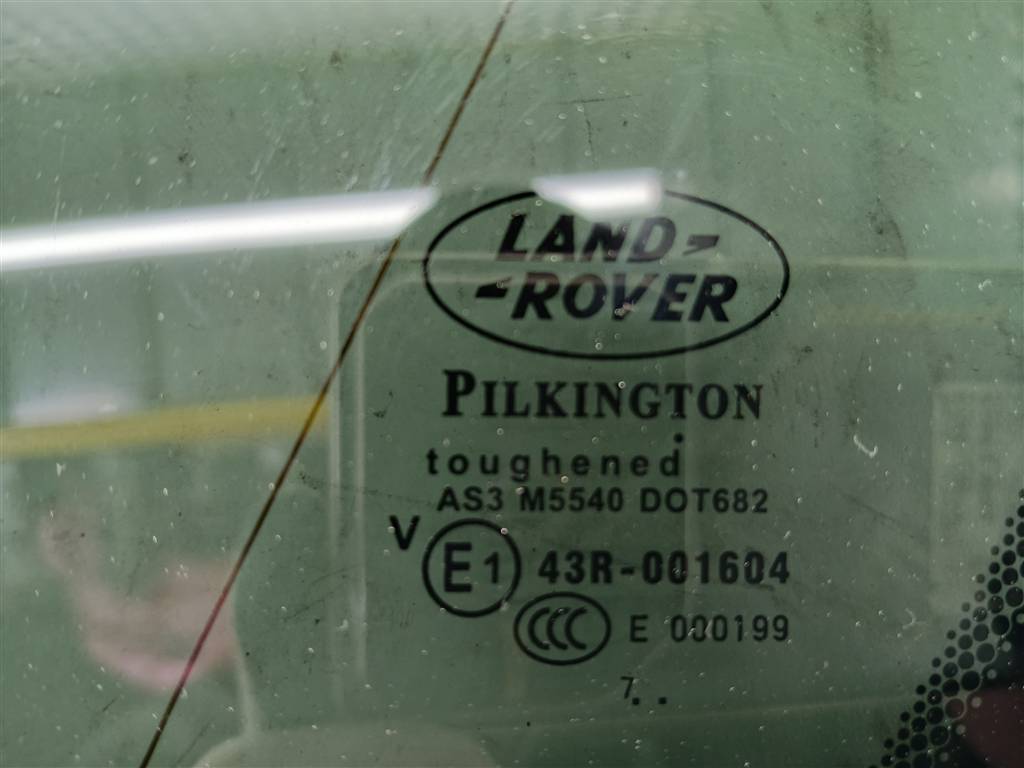 LAND-
-ROVER
PILKINGTON
toughened
AS3 M5540 DOT682
V
E1 43R-001604
CCC E 000199
7..